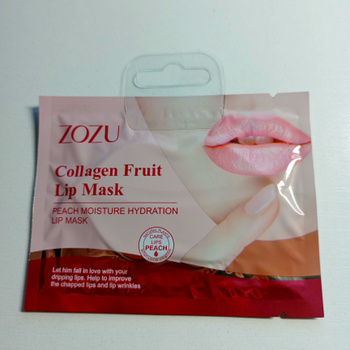 ZOZU
Collagen Fruit
Lip Mask
PEACH MOISTURE HYDRATION
LIP MASK
CARE
LIPS
PEACH
Let him fall in love with your
dripping lips. Help to improve
the chapped lips and lip wrinkles